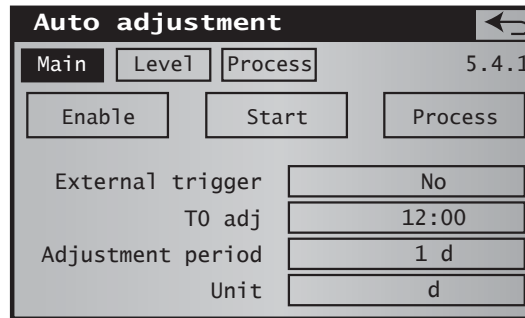 Auto adjustment
Main Level Process 5.4.1
Enable Start Process
External trigger No
T0 adj 12:00
Adjustment period 1 d
Unit d